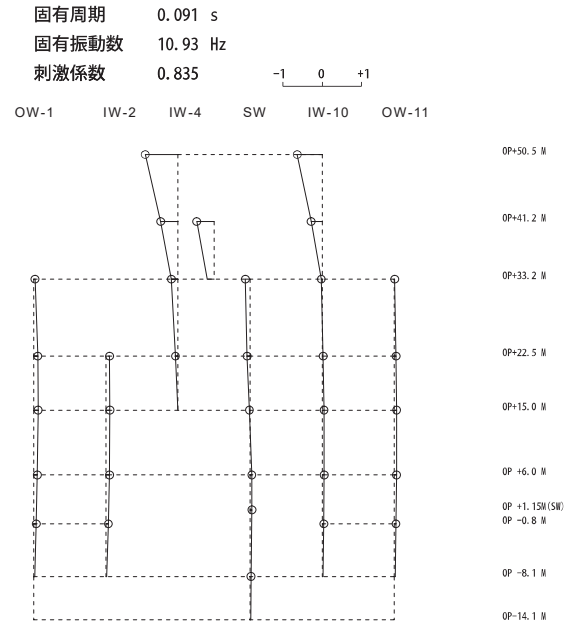 固有周期 0.091 s
固有振動数 10.93 Hz
刺激係数 0.835
-1 0 +1
OW-1 IW-2 IW-4 SW IW-10 OW-11
OP+50.5 M
OP+41.2 M
OP+33.2 M
OP+22.5 M
OP+15.0 M
OP +6.0 M
OP +1.15M(SW)
OP -0.8 M
OP -8.1 M
OP-14.1 M